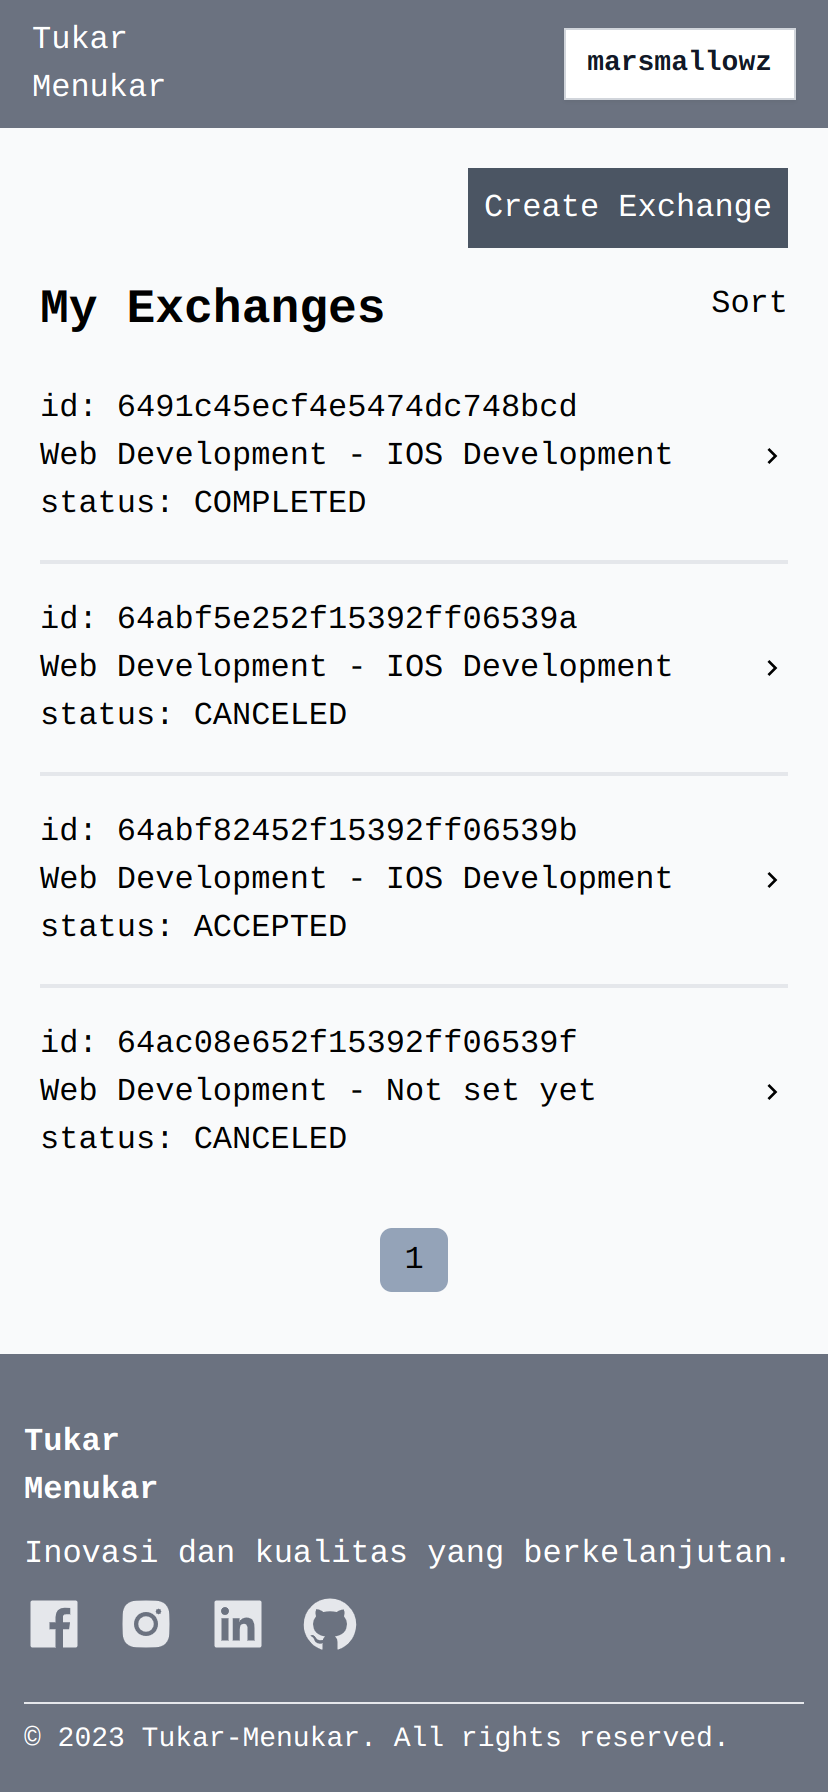 Tukar
Menukar
marsmallowz
Create Exchange
My Exchanges
Sort
id: 6491c45ecf4e5474dc748bcd
Web Development - IOS Development
status: COMPLETED
id: 64abf5e252f15392ff06539a
Web Development - IOS Development
status: CANCELED
id: 64abf82452f15392ff06539b
Web Development - IOS Development
status: ACCEPTED
id: 64ac08e652f15392ff06539f
Web Development - Not set yet
status: CANCELED
1
Tukar
Menukar
Inovasi dan kualitas yang berkelanjutan.
© 2023 Tukar-Menukar. All rights reserved.